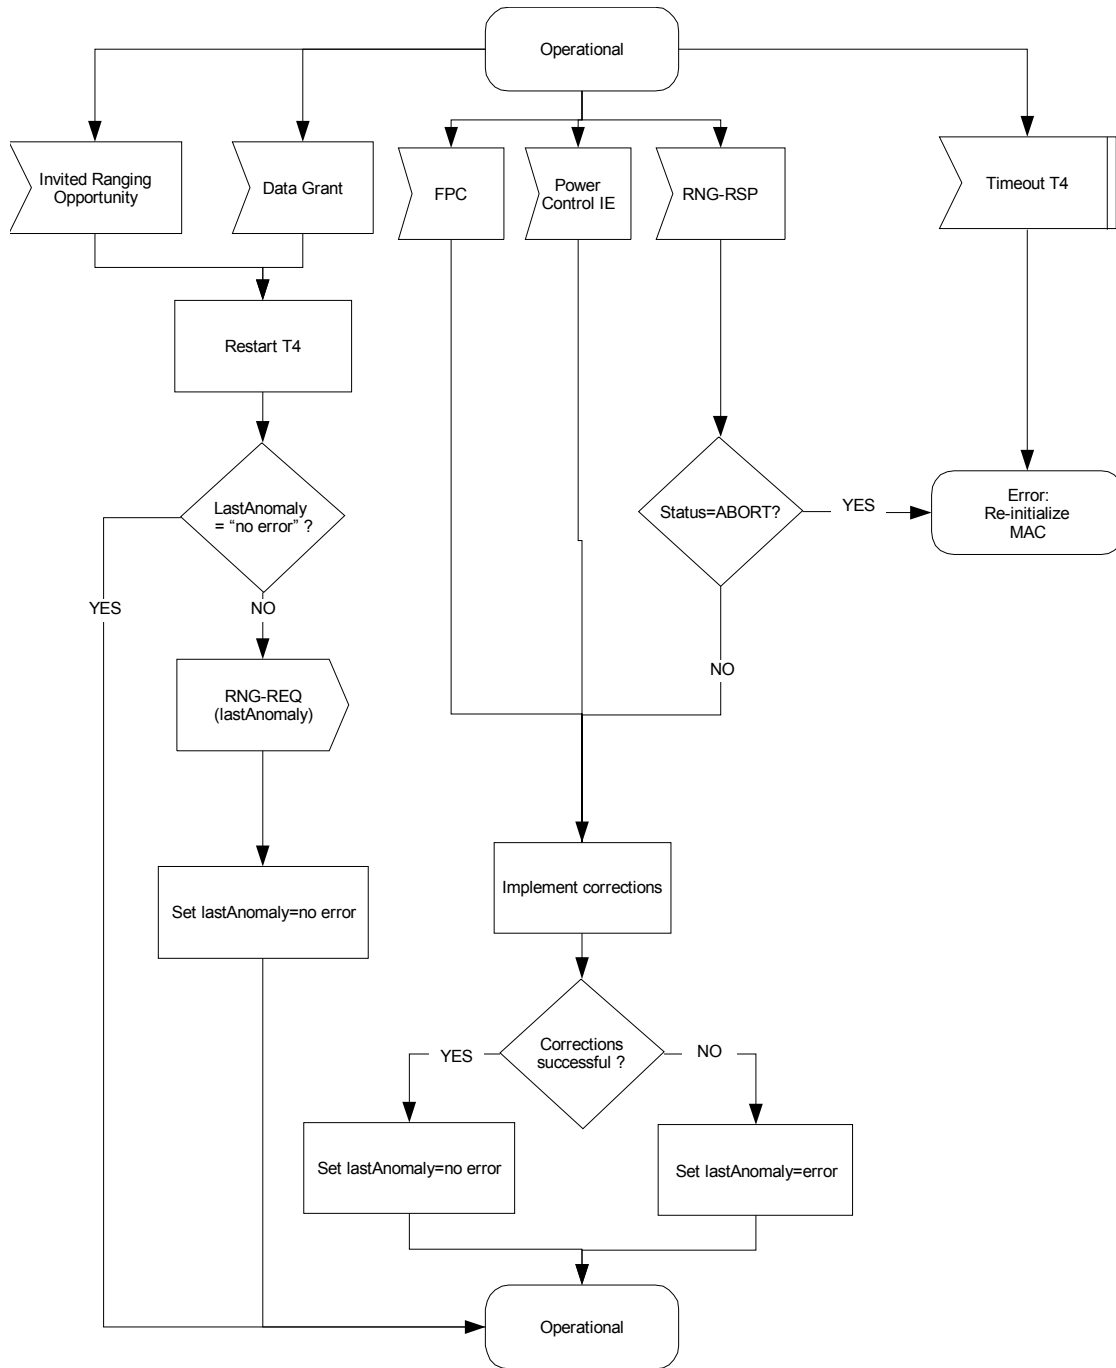 Operational
Invited Ranging
Opportunity
Data Grant
FPC
Power
Control IE
RNG-RSP
Timeout T4
Restart T4
LastAnomaly
= “no error” ?
Status=ABORT?
YES
Error:
Re-initialize
MAC
YES
NO
NO
RNG-REQ
(lastAnomaly)
Implement corrections
Set lastAnomaly=no error
Corrections
successful ?
YES
NO
Set lastAnomaly=no error
Set lastAnomaly=error
Operational